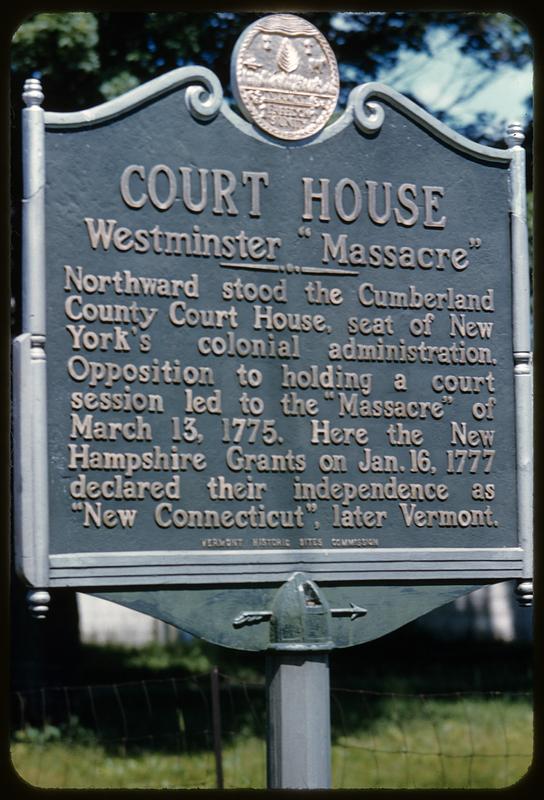 COURT HOUSE
Westminster "Massacre"
Northward stood the Cumberland
County Court House, seat of New
York's colonial administration.
Opposition to holding a court
session led to the "Massacre" of
March 13, 1775. Here the New
Hampshire Grants on Jan. 16, 1777
declared their independence as
"New Connecticut", later Vermont.
VERMONT HISTORIC SITES COMMISSION